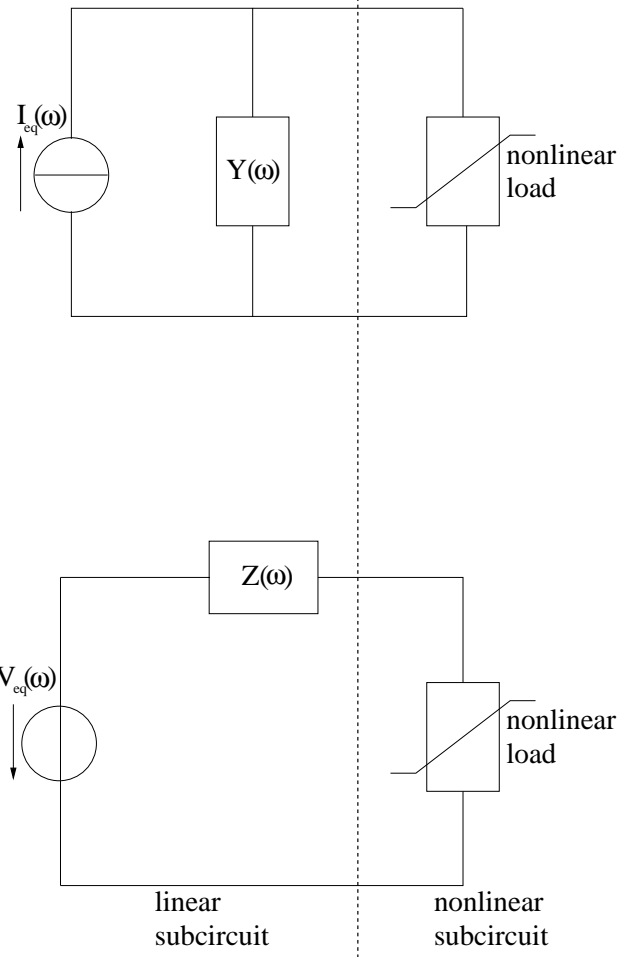 I_eq(ω)
Y(ω)
nonlinear
load
Z(ω)
V_eq(ω)
nonlinear
load
linear
subcircuit
nonlinear
subcircuit